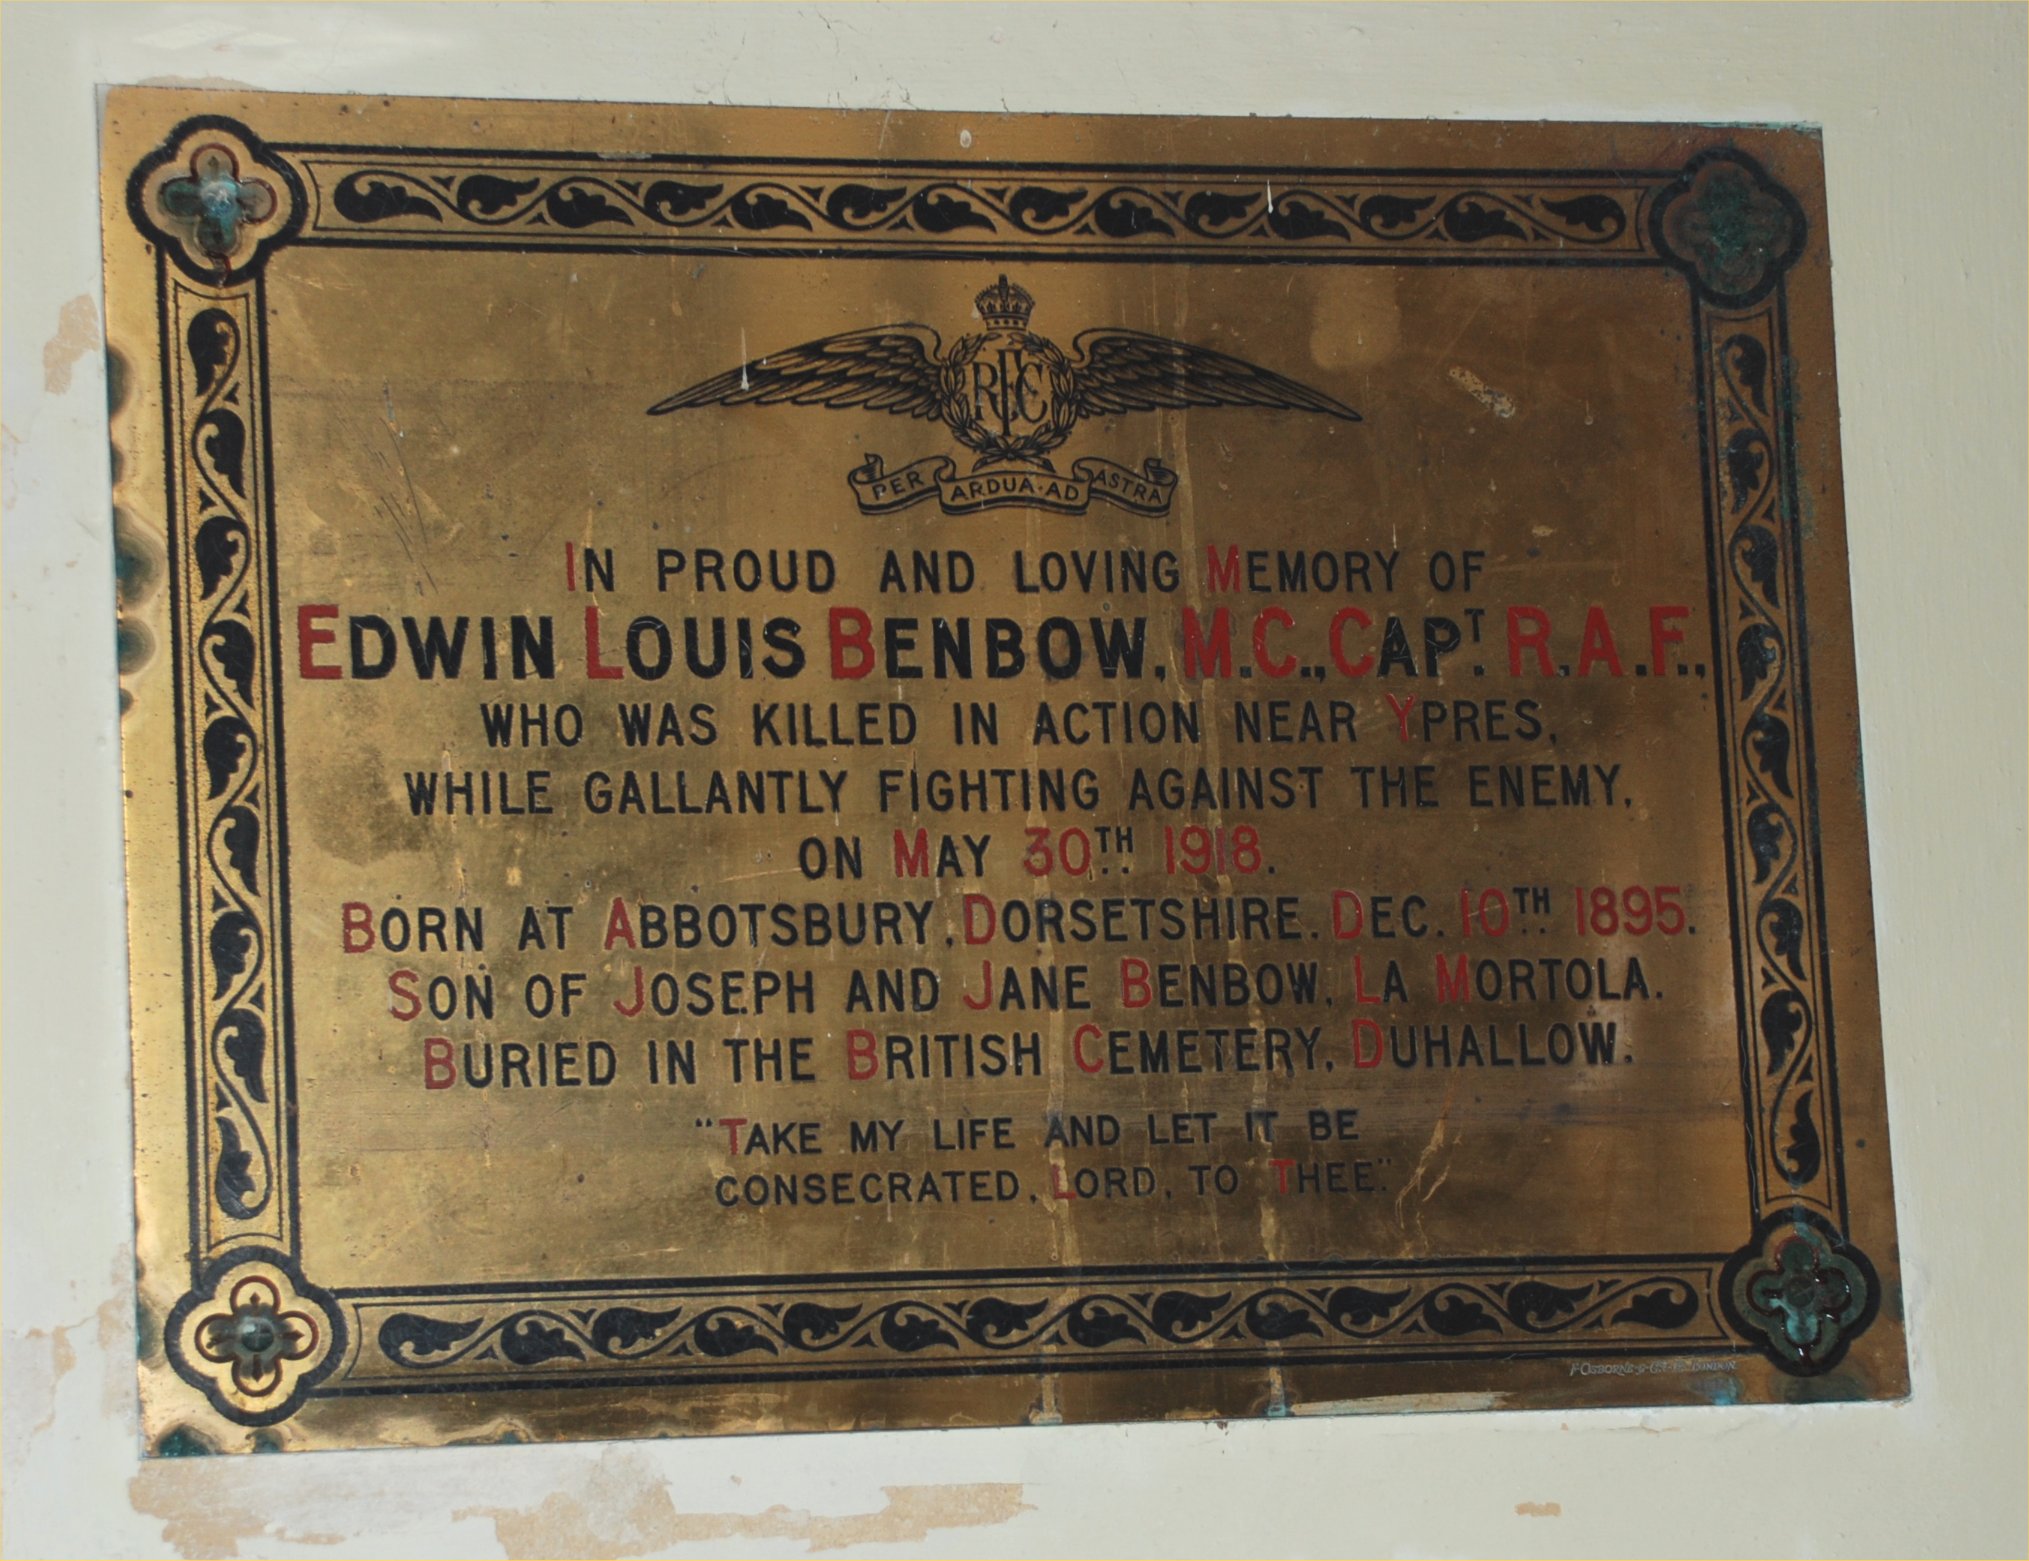 RFC
PER ARDUA·AD ASTRA
IN PROUD AND LOVING MEMORY OF
EDWIN LOUIS BENBOW, M.C., CAPT. R.A.F.,
WHO WAS KILLED IN ACTION NEAR YPRES,
WHILE GALLANTLY FIGHTING AGAINST THE ENEMY,
ON MAY 30TH 1918.
BORN AT ABBOTSBURY, DORSETSHIRE, DEC. 10TH 1895.
SON OF JOSEPH AND JANE BENBOW, LA MORTOLA.
BURIED IN THE BRITISH CEMETERY, DUHALLOW.
"TAKE MY LIFE AND LET IT BE
CONSECRATED, LORD, TO THEE."
OSBORNE LONDON